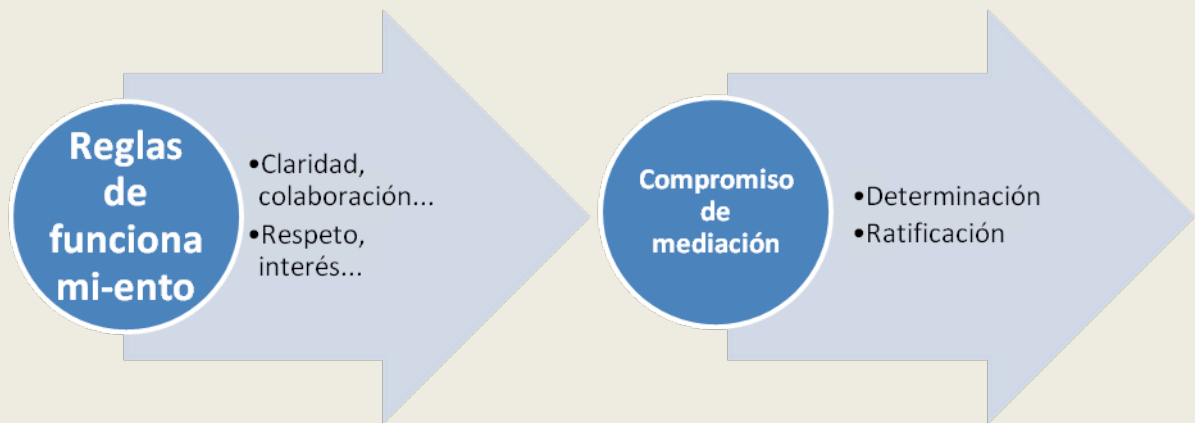 Reglas
de
funciona
mi-ento
•Claridad,
colaboración...
•Respeto,
interés...
Compromiso
de
mediación
•Determinación
•Ratificación